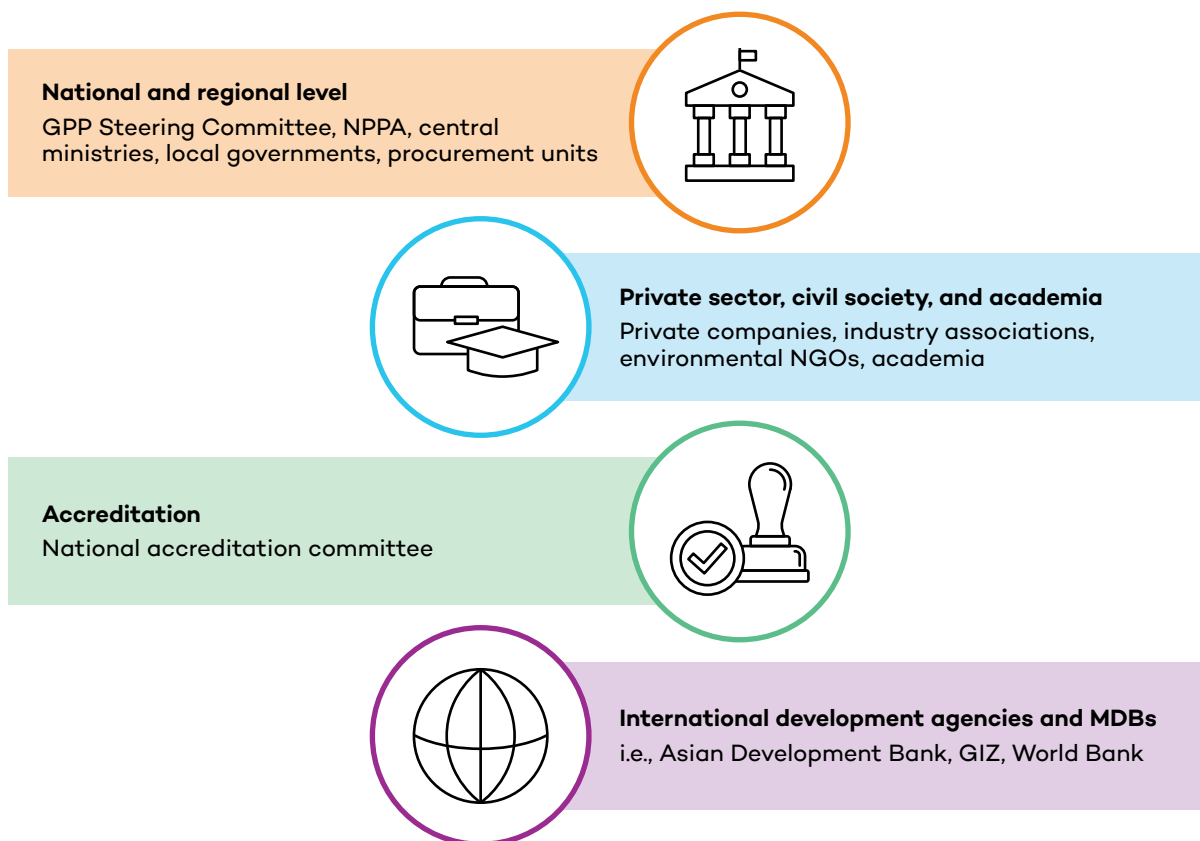 National and regional level
GPP Steering Committee, NPPA, central
ministries, local governments, procurement units
Private sector, civil society, and academia
Private companies, industry associations,
environmental NGOs, academia
Accreditation
National accreditation committee
International development agencies and MDBs
i.e., Asian Development Bank, GIZ, World Bank